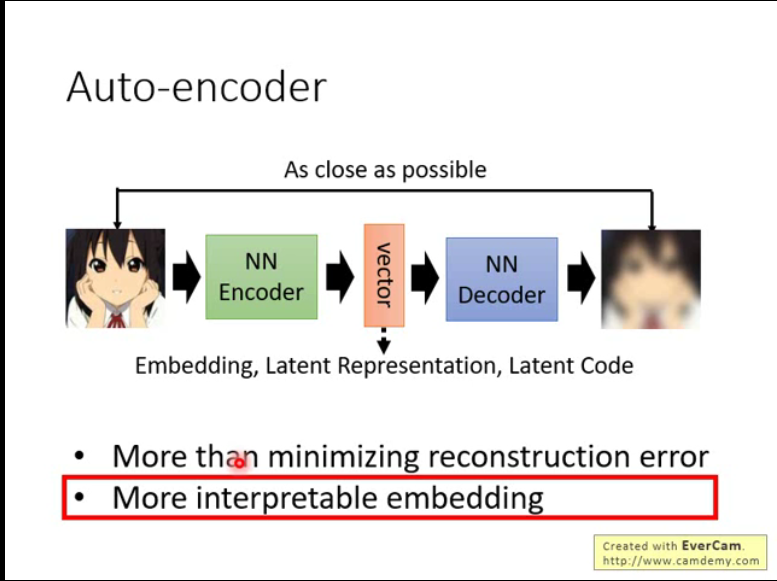 Auto-encoder
As close as possible
NN
Encoder
vector
NN
Decoder
Embedding, Latent Representation, Latent Code
• More than minimizing reconstruction error
• More interpretable embedding
Created with EverCam.
http://www.camdemy.com